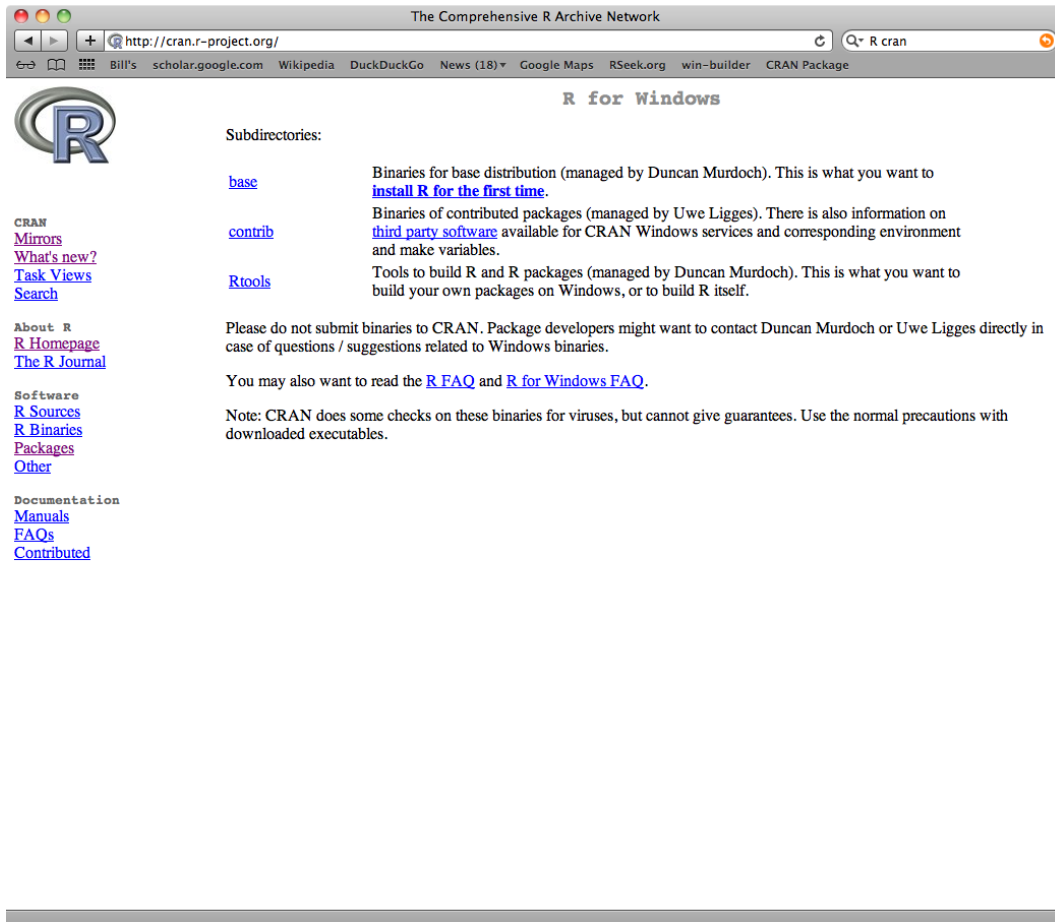 The Comprehensive R Archive Network
http://cran.r-project.org/
R cran
Bill's scholar.google.com Wikipedia DuckDuckGo News (18) Google Maps RSeek.org win-builder CRAN Package
R
CRAN
Mirrors
What's new?
Task Views
Search
About R
R Homepage
The R Journal
Software
R Sources
R Binaries
Packages
Other
Documentation
Manuals
FAQs
Contributed
R for Windows
Subdirectories:
base
Binaries for base distribution (managed by Duncan Murdoch). This is what you want to
install R for the first time.
contrib
Binaries of contributed packages (managed by Uwe Ligges). There is also information on
third party software available for CRAN Windows services and corresponding environment
and make variables.
Rtools
Tools to build R and R packages (managed by Duncan Murdoch). This is what you want to
build your own packages on Windows, or to build R itself.
Please do not submit binaries to CRAN. Package developers might want to contact Duncan Murdoch or Uwe Ligges directly in
case of questions / suggestions related to Windows binaries.
You may also want to read the R FAQ and R for Windows FAQ.
Note: CRAN does some checks on these binaries for viruses, but cannot give guarantees. Use the normal precautions with
downloaded executables.